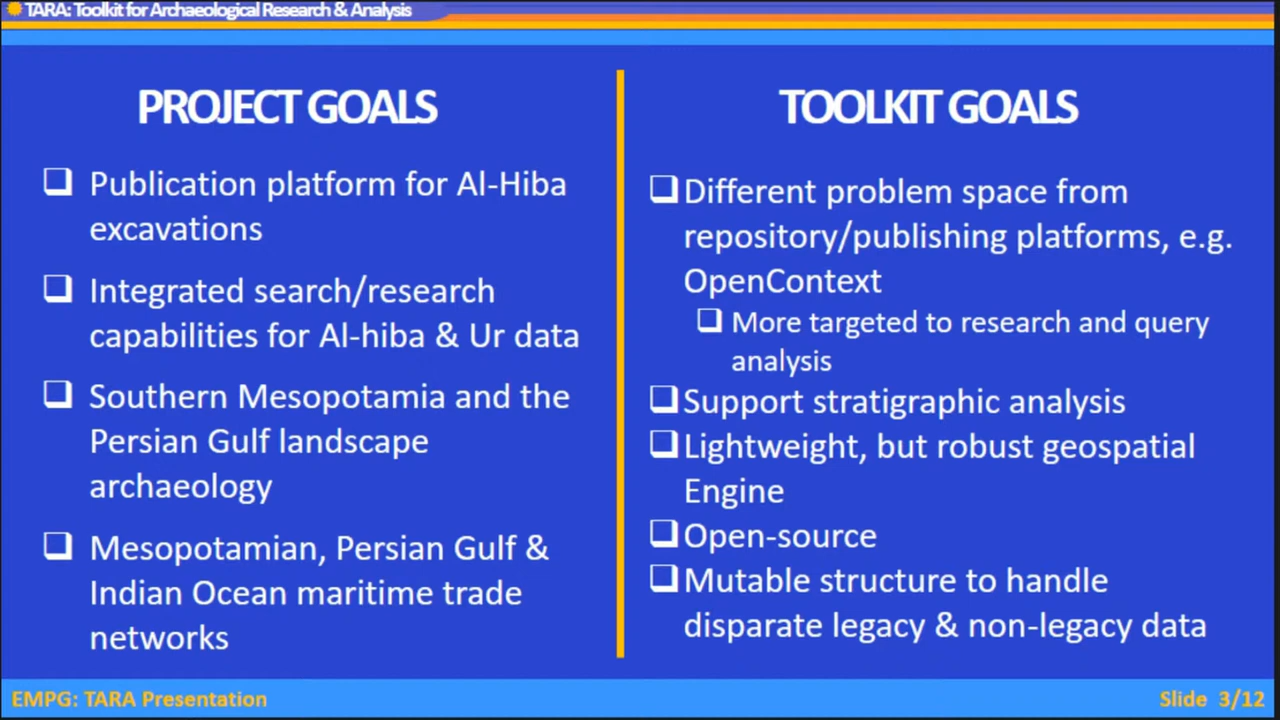 TARA: Toolkit for Archaeological Research & Analysis
PROJECT GOALS
Publication platform for Al-Hiba
excavations
Integrated search/research
capabilities for Al-hiba & Ur data
Southern Mesopotamia and the
Persian Gulf landscape
archaeology
Mesopotamian, Persian Gulf &
Indian Ocean maritime trade
networks
TOOLKIT GOALS
Different problem space from
repository/publishing platforms, e.g.
OpenContext
More targeted to research and query
analysis
Support stratigraphic analysis
Lightweight, but robust geospatial
Engine
Open-source
Mutable structure to handle
disparate legacy & non-legacy data
EMPG: TARA Presentation
Slide 3/12